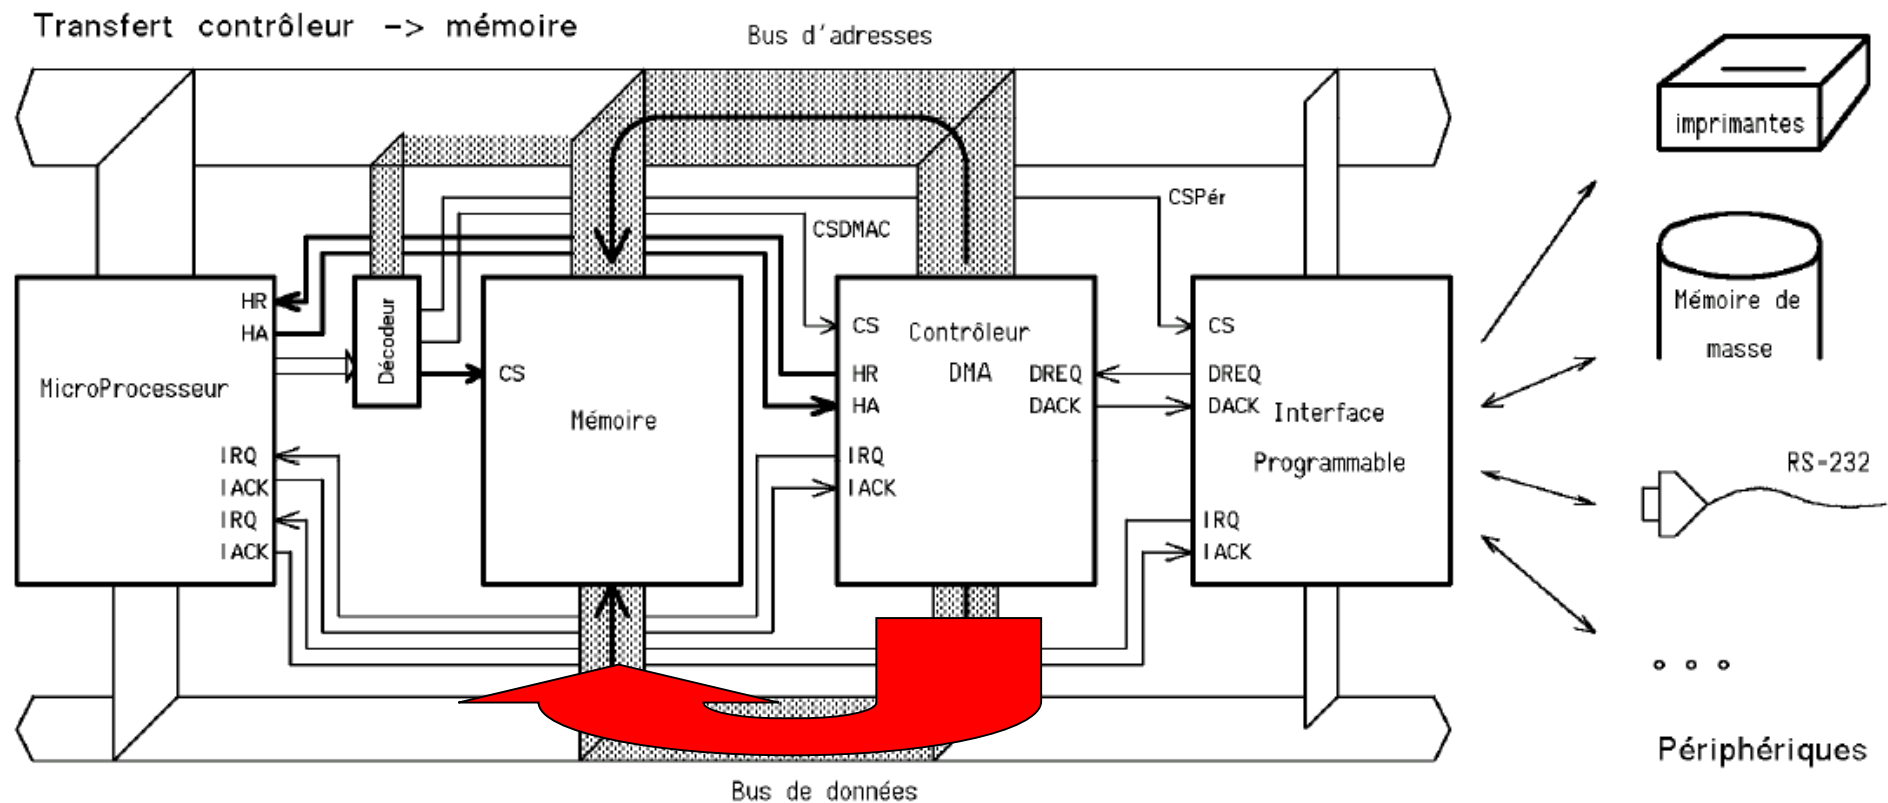 Transfert contrôleur -> mémoire
Bus d'adresses
imprimantes
CSPér
CSDMAC
Mémoire de
masse
HR
HA
MicroProcesseur
IRQ
IACK
IRQ
IACK
Décodeur
CS
Mémoire
CS
Contrôleur
DMA
HR
HA
DREQ
DACK
IRQ
IACK
CS
DREQ
DACK
Interface
Programmable
IRQ
IACK
RS-232
Périphériques
Bus de données